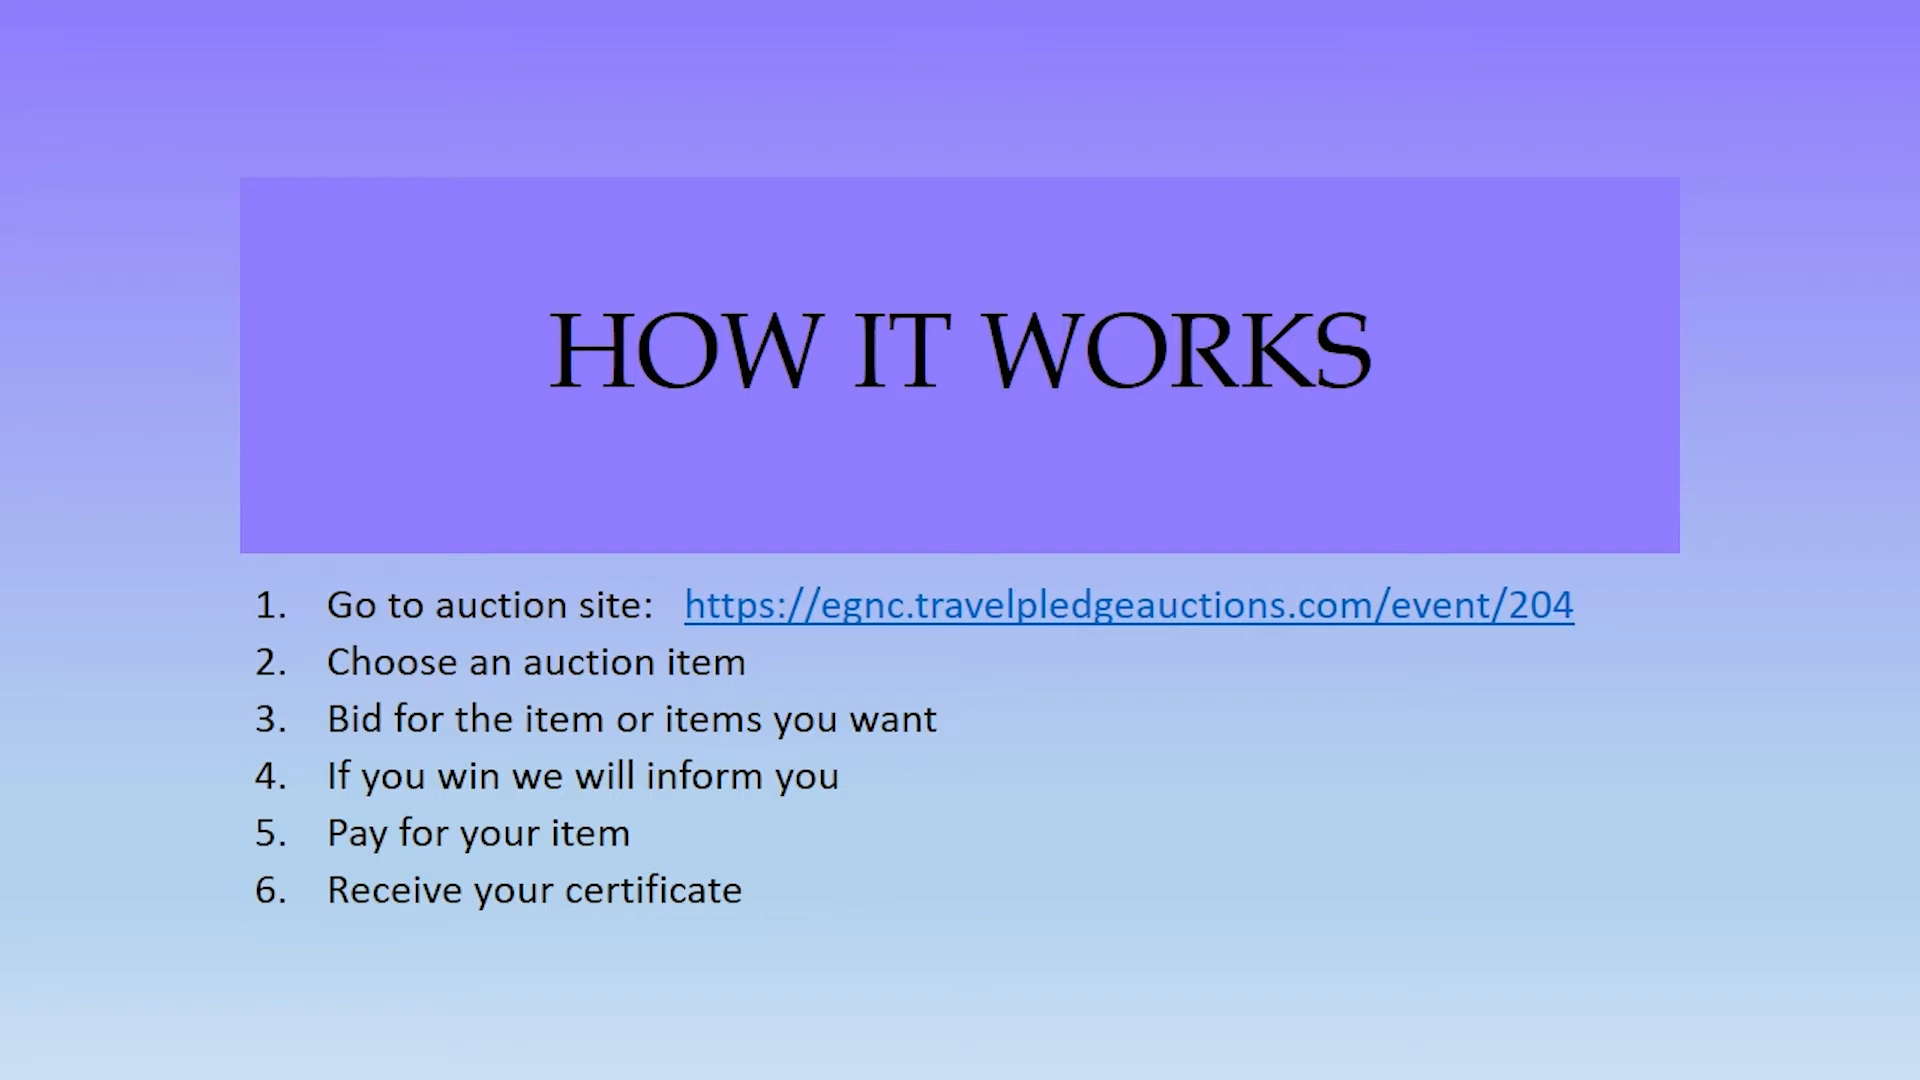 HOW IT WORKS
1. Go to auction site: https://egnc.travelpledgeauctions.com/event/204
2. Choose an auction item
3. Bid for the item or items you want
4. If you win we will inform you
5. Pay for your item
6. Receive your certificate